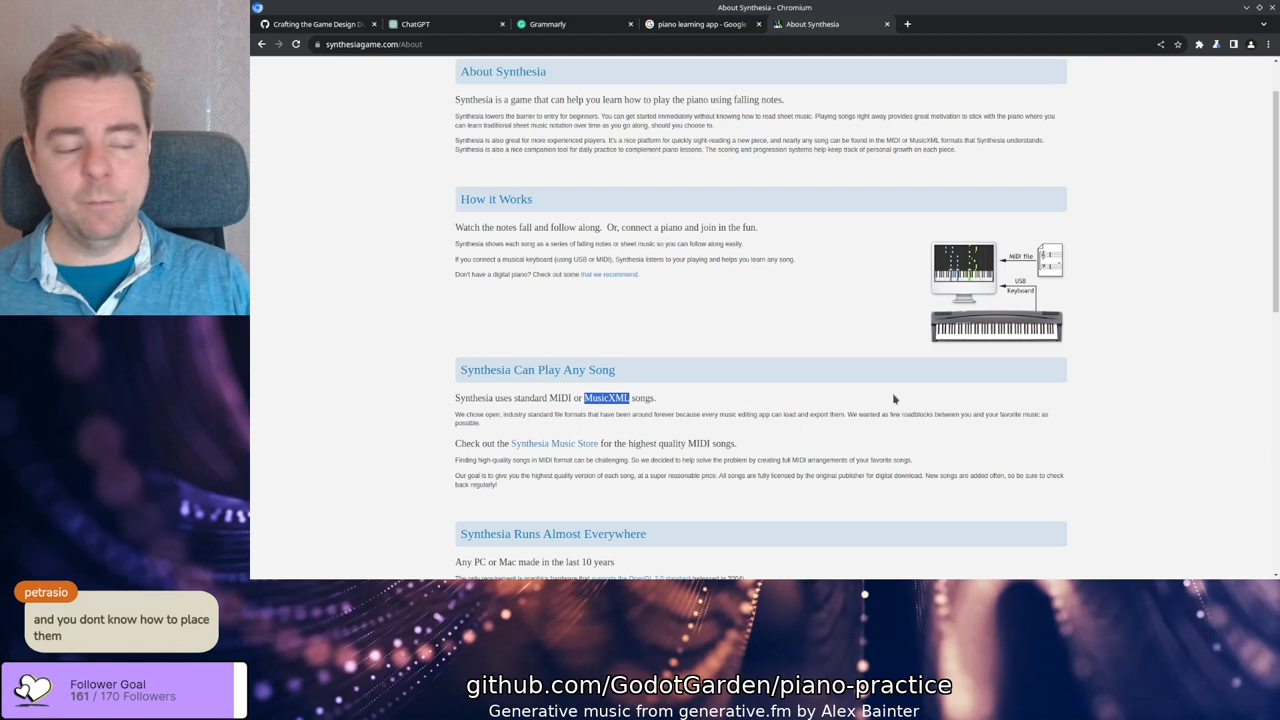 About Synthesia - Chromium
Crafting the Game Design D
ChatGPT
Grammarly
piano learning app - Google
About Synthesia
synthesiagame.com/About
About Synthesia
Synthesia is a game that can help you learn how to play the piano using falling notes.
Synthesia lowers the barrier to entry for beginners. You can get started immediately without knowing how to read sheet music. Playing songs right away provides great motivation to stick with the piano where you
can learn traditional sheet music notation over time as you go along, should you choose to.
Synthesia is also great for more experienced players. It's a nice platform for quickly sight-reading a new piece, and nearly any song can be found in the MIDI or MusicXML formats that Synthesia understands.
Synthesia is also a nice companion tool for daily practice to complement piano lessons. The scoring and progression systems help keep track of personal growth on each piece.
How it Works
Watch the notes fall and follow along. Or, connect a piano and join in the fun.
Synthesia shows each song as a series of falling notes or sheet music so you can follow along easily.
If you connect a musical keyboard (using USB or MIDI), Synthesia listens to your playing and helps you learn any song.
Don't have a digital piano? Check out some that we recommend.
MIDI file
USB
Keyboard
Synthesia Can Play Any Song
Synthesia uses standard MIDI or MusicXML songs.
We chose open, industry standard file formats that have been around forever because every music editing app can load and export them. We wanted as few roadblocks between you and your favorite music as
possible.
Check out the Synthesia Music Store for the highest quality MIDI songs.
Finding high-quality songs in MIDI format can be challenging. So we decided to help solve the problem by creating full MIDI arrangements of your favorite songs.
Our goal is to give you the highest quality version of each song, at a super reasonable price. All songs are fully licensed by the original publisher for digital download. New songs are added often, so be sure to check
back regularly!
Synthesia Runs Almost Everywhere
Any PC or Mac made in the last 10 years
The only requirement is graphics hardware that supports the OpenGL 2.0 standard (released in 2004)
petrasio
and you dont know how to place
them
Follower Goal
161 / 170 Followers
github.com/GodotGarden/piano-practice
Generative music from generative.fm by Alex Bainter